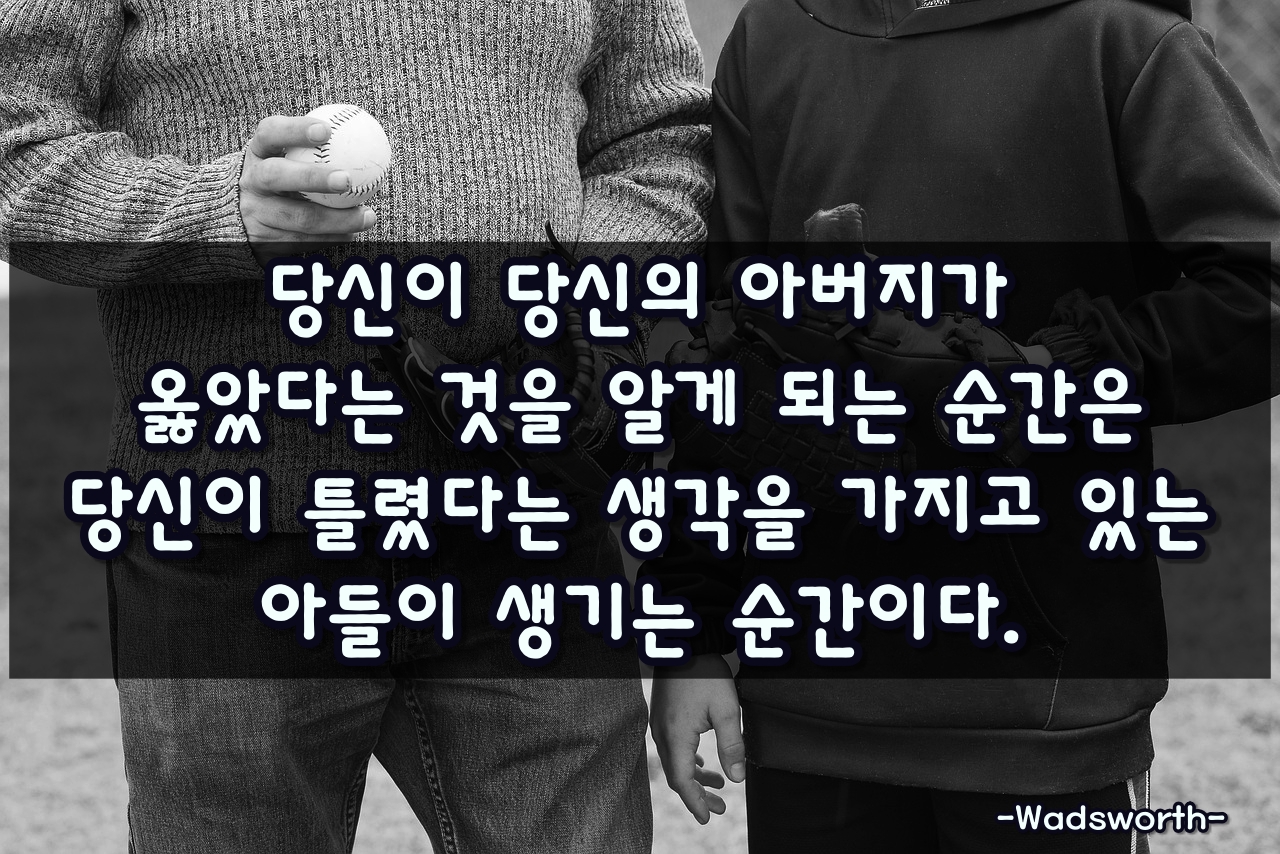 당신이 당신의 아버지가
옳았다는 것을 알게 되는 순간은
당신이 틀렸다는 생각을 가지고 있는
아들이 생기는 순간이다.
-Wadsworth-